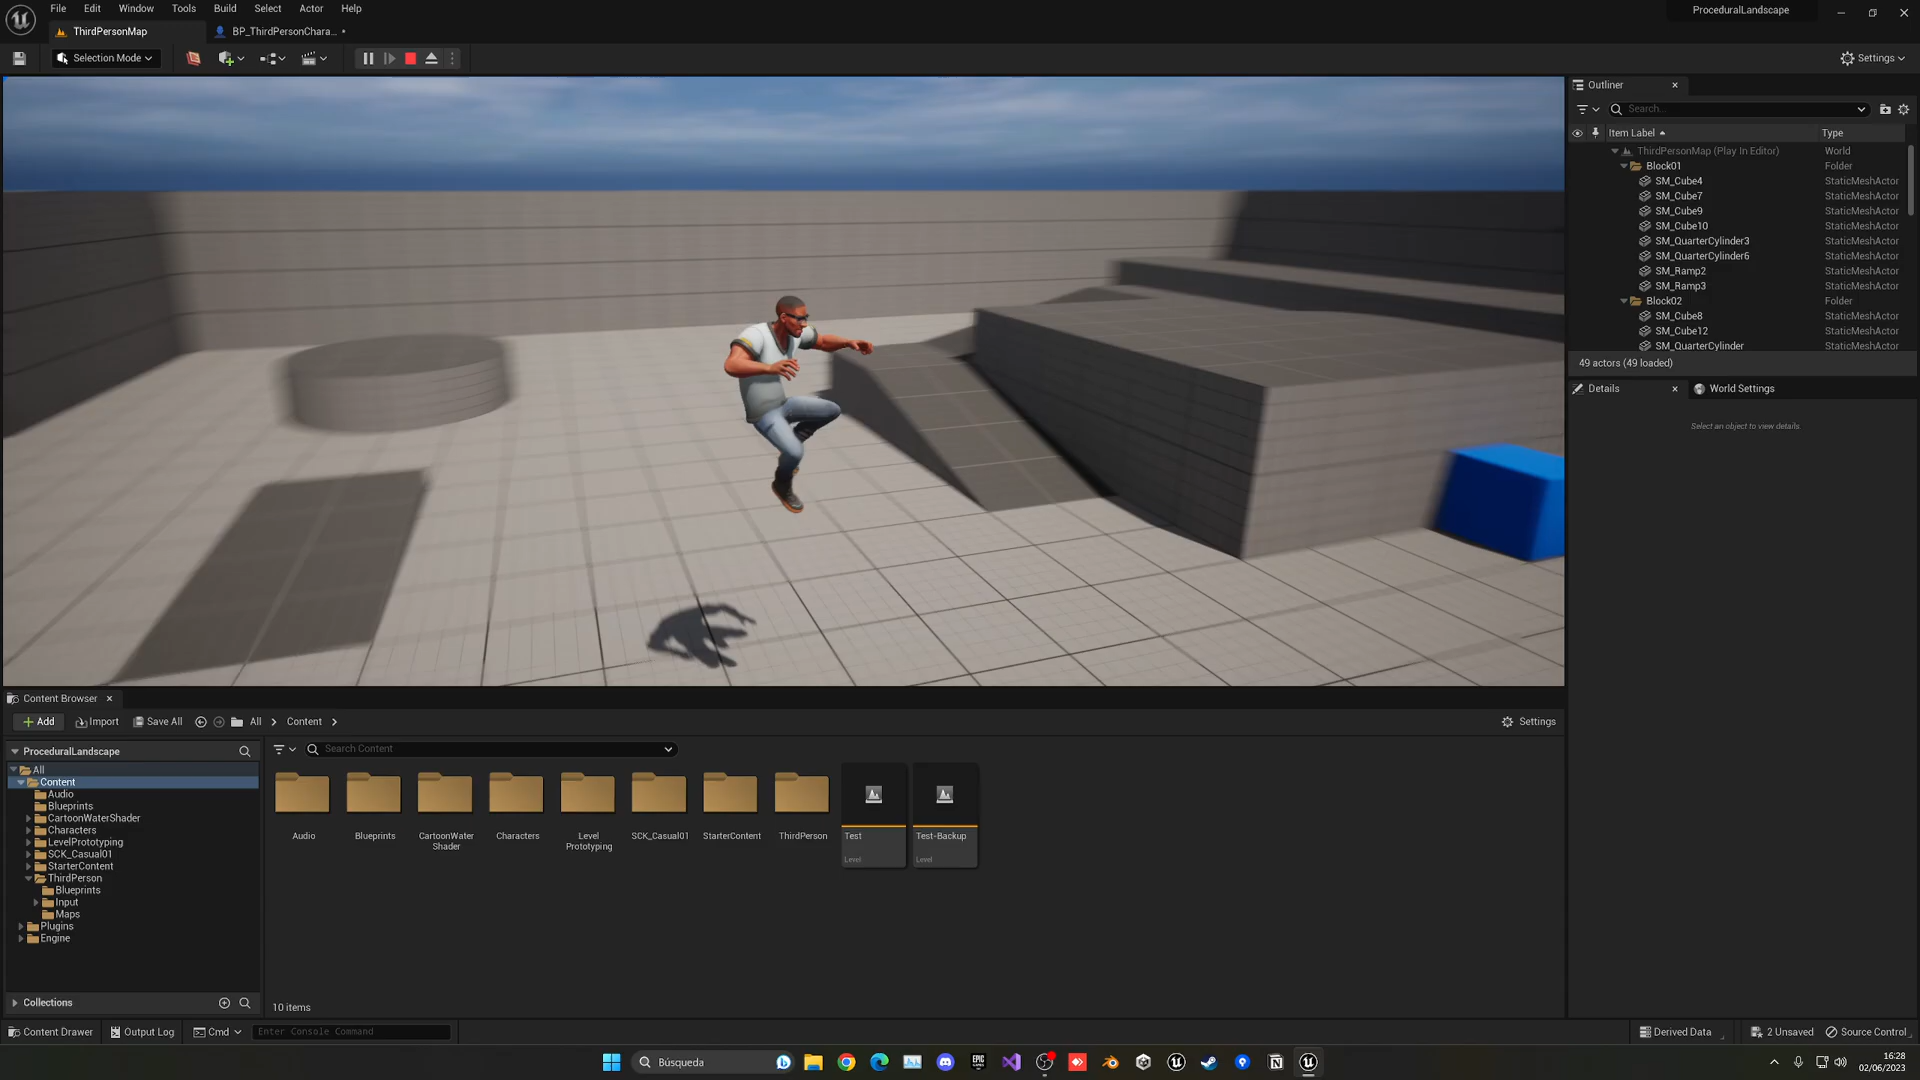 File Edit Window Tools Build Select Actor Help
ProceduralLandscape
ThirdPersonMap
BP_ThirdPersonChara... •
Selection Mode
Settings
Outliner
Search...
Item Label
Type
ThirdPersonMap (Play In Editor) World
Block01 Folder
SM_Cube4 StaticMeshActor
SM_Cube7 StaticMeshActor
SM_Cube9 StaticMeshActor
SM_Cube10 StaticMeshActor
SM_QuarterCylinder3 StaticMeshActor
SM_QuarterCylinder6 StaticMeshActor
SM_Ramp2 StaticMeshActor
SM_Ramp3 StaticMeshActor
Block02 Folder
SM_Cube8 StaticMeshActor
SM_Cube12 StaticMeshActor
SM_QuarterCylinder StaticMeshActor
49 actors (49 loaded)
Details
World Settings
Select an object to view details.
Content Browser
Add Import Save All All Content
Settings
ProceduralLandscape
Search Content
All
Content
Audio
Blueprints
CartoonWaterShader
Characters
LevelPrototyping
SCK_Casual01
StarterContent
ThirdPerson
Blueprints
Input
Maps
Plugins
Engine
Audio
Blueprints
CartoonWater
Shader
Characters
Level
Prototyping
SCK_Casual01
StarterContent
ThirdPerson
Test
Level
Test-Backup
Level
Collections
10 items
Content Drawer Output Log Cmd Enter Console Command
Derived Data 2 Unsaved Source Control
Búsqueda
EPIC
GAMES
16:28
02/06/2023